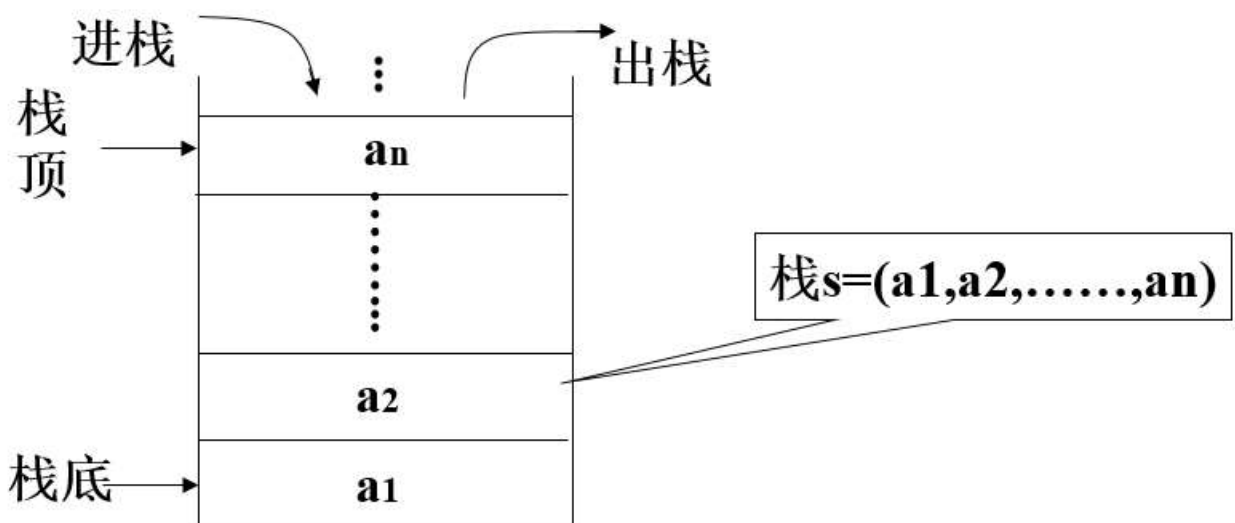 进栈
出栈
栈
顶
an
栈s=(a1,a2,……,an)
a2
栈底
a1